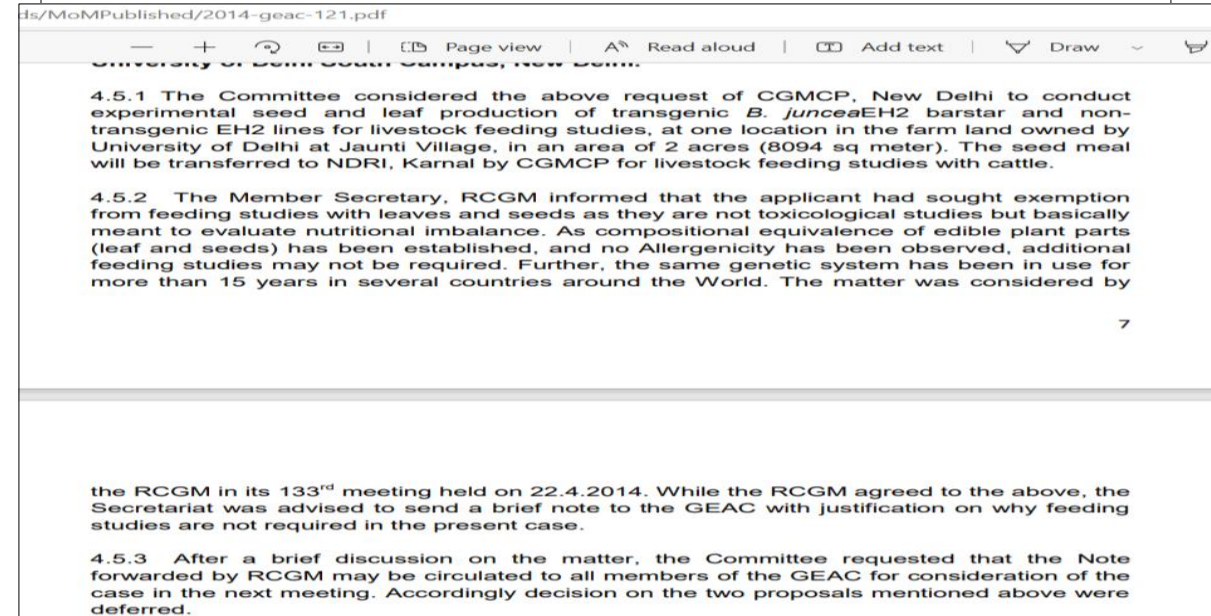 ds/MoMPublished/2014-geac-121.pdf
Page view | A Read aloud | Add text | Draw
University of Delhi South Campus, New Delhi.
4.5.1 The Committee considered the above request of CGMCP, New Delhi to conduct
experimental seed and leaf production of transgenic B. junceaEH2 barstar and non-
transgenic EH2 lines for livestock feeding studies, at one location in the farm land owned by
University of Delhi at Jaunti Village, in an area of 2 acres (8094 sq meter). The seed meal
will be transferred to NDRI, Karnal by CGMCP for livestock feeding studies with cattle.
4.5.2 The Member Secretary, RCGM informed that the applicant had sought exemption
from feeding studies with leaves and seeds as they are not toxicological studies but basically
meant to evaluate nutritional imbalance. As compositional equivalence of edible plant parts
(leaf and seeds) has been established, and no Allergenicity has been observed, additional
feeding studies may not be required. Further, the same genetic system has been in use for
more than 15 years in several countries around the World. The matter was considered by
7
the RCGM in its 133rd meeting held on 22.4.2014. While the RCGM agreed to the above, the
Secretariat was advised to send a brief note to the GEAC with justification on why feeding
studies are not required in the present case.
4.5.3 After a brief discussion on the matter, the Committee requested that the Note
forwarded by RCGM may be circulated to all members of the GEAC for consideration of the
case in the next meeting. Accordingly decision on the two proposals mentioned above were
deferred.